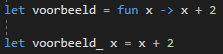 let voorbeeld = fun x -> x + 2
let voorbeeld_ x = x + 2